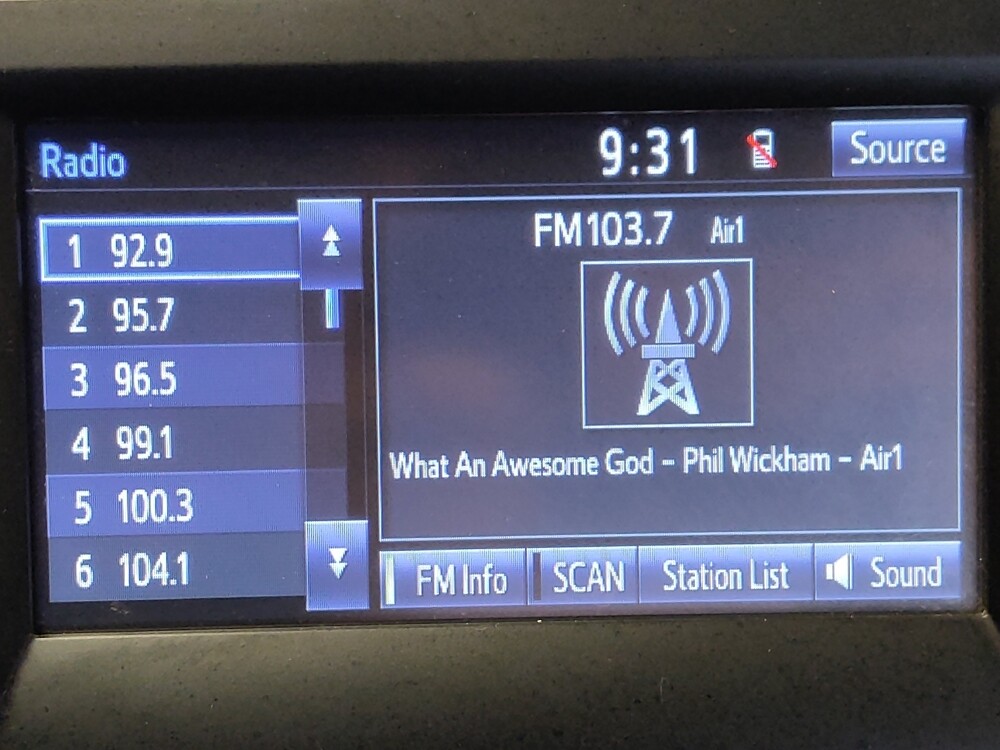 Radio 9:31 Source
FM103.7 Air1
1 92.9
2 95.7
3 96.5
4 99.1
5 100.3
6 104.1
What An Awesome God - Phil Wickham - Air1
FM Info SCAN Station List Sound